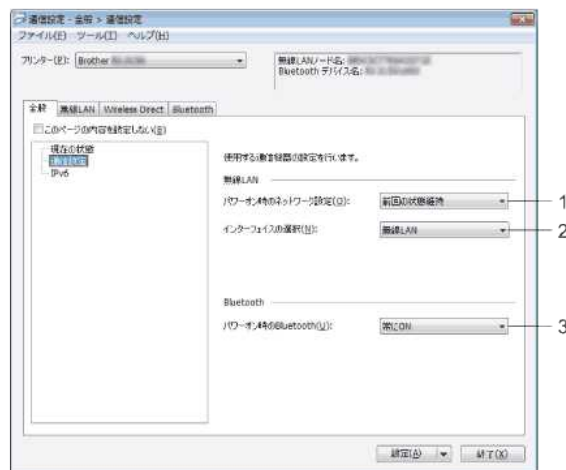 通信設定 - 全般 > 通信設定
ファイル(F) ツール(T) ヘルプ(H)
プリンター(P): Brother
無線LANノード名:
Bluetooth デバイス名:
全般 無線LAN Wireless Direct Bluetooth
このページの内容を設定しない(B)
現在の状態
通信設定
IPv6
使用する通信機器の設定を行います。
無線LAN
パワーオン時のネットワーク設定(O): 前回の状態維持 1
インターフェイスの選択(N): 無線LAN 2
Bluetooth
パワーオン時のBluetooth(U): 常にON 3
設定(A) 終了(X)